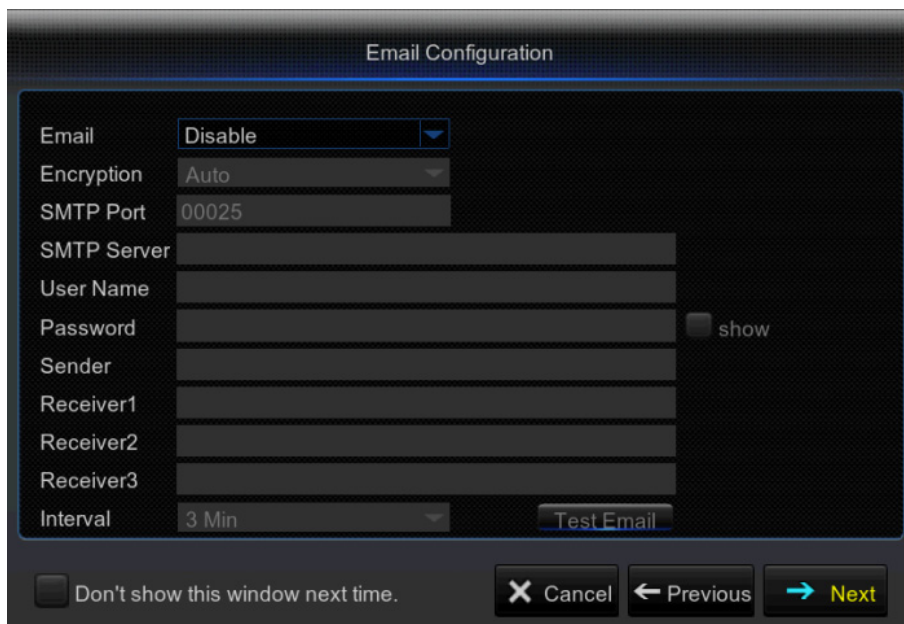 Email Configuration
Email Disable
Encryption Auto
SMTP Port 00025
SMTP Server
User Name
Password show
Sender
Receiver1
Receiver2
Receiver3
Interval 3 Min Test Email
Don't show this window next time. Cancel Previous Next